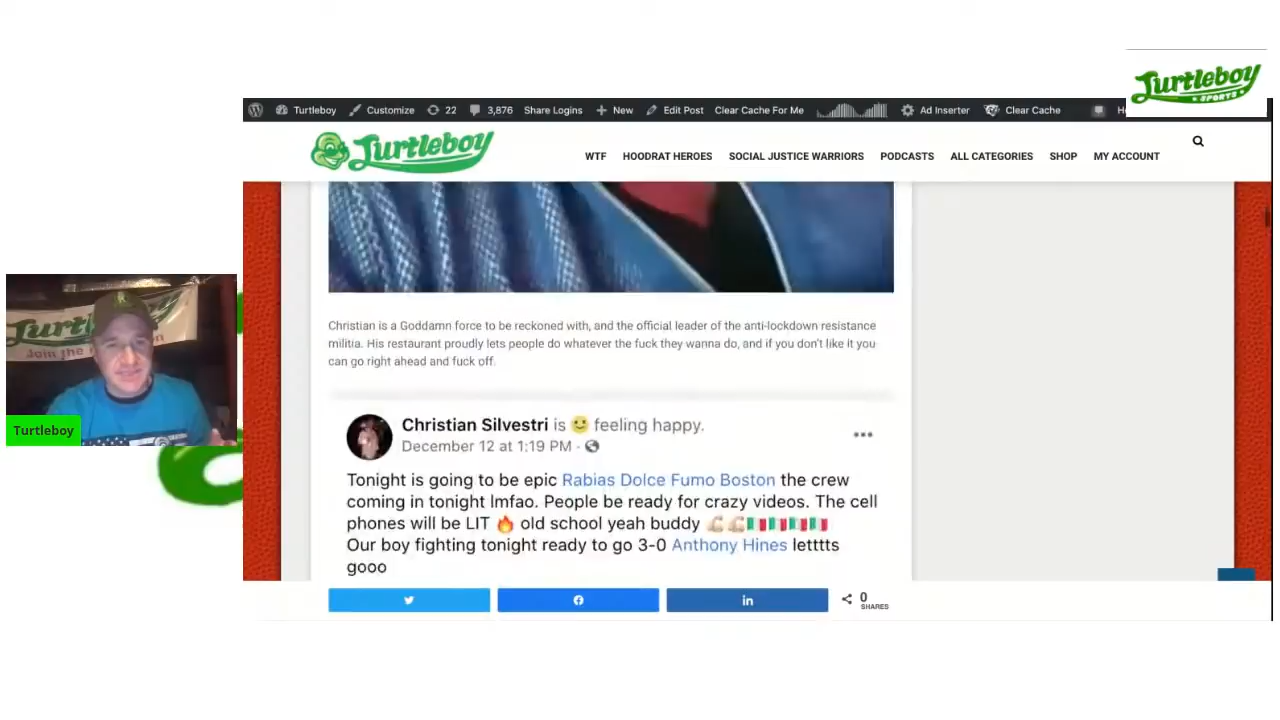 Turtleboy
SPORTS
Turtleboy Customize 22 3,876 Share Logins New Edit Post Clear Cache For Me Ad Inserter Clear Cache
Turtleboy
WTF HOODRAT HEROES SOCIAL JUSTICE WARRIORS PODCASTS ALL CATEGORIES SHOP MY ACCOUNT
Christian is a Goddamn force to be reckoned with, and the official leader of the anti-lockdown resistance
militia. His restaurant proudly lets people do whatever the fuck they wanna do, and if you don't like it you
can go right ahead and fuck off.
Christian Silvestri is 🙂 feeling happy.
December 12 at 1:19 PM ·
Tonight is going to be epic Rabias Dolce Fumo Boston the crew
coming in tonight lmfao. People be ready for crazy videos. The cell
phones will be LIT 🔥 old school yeah buddy 💪🏻💪🏻🇮🇹🇮🇹🇮🇹🇮🇹
Our boy fighting tonight ready to go 3-0 Anthony Hines letttts
gooo
0
SHARES
Join the
Turtleboy